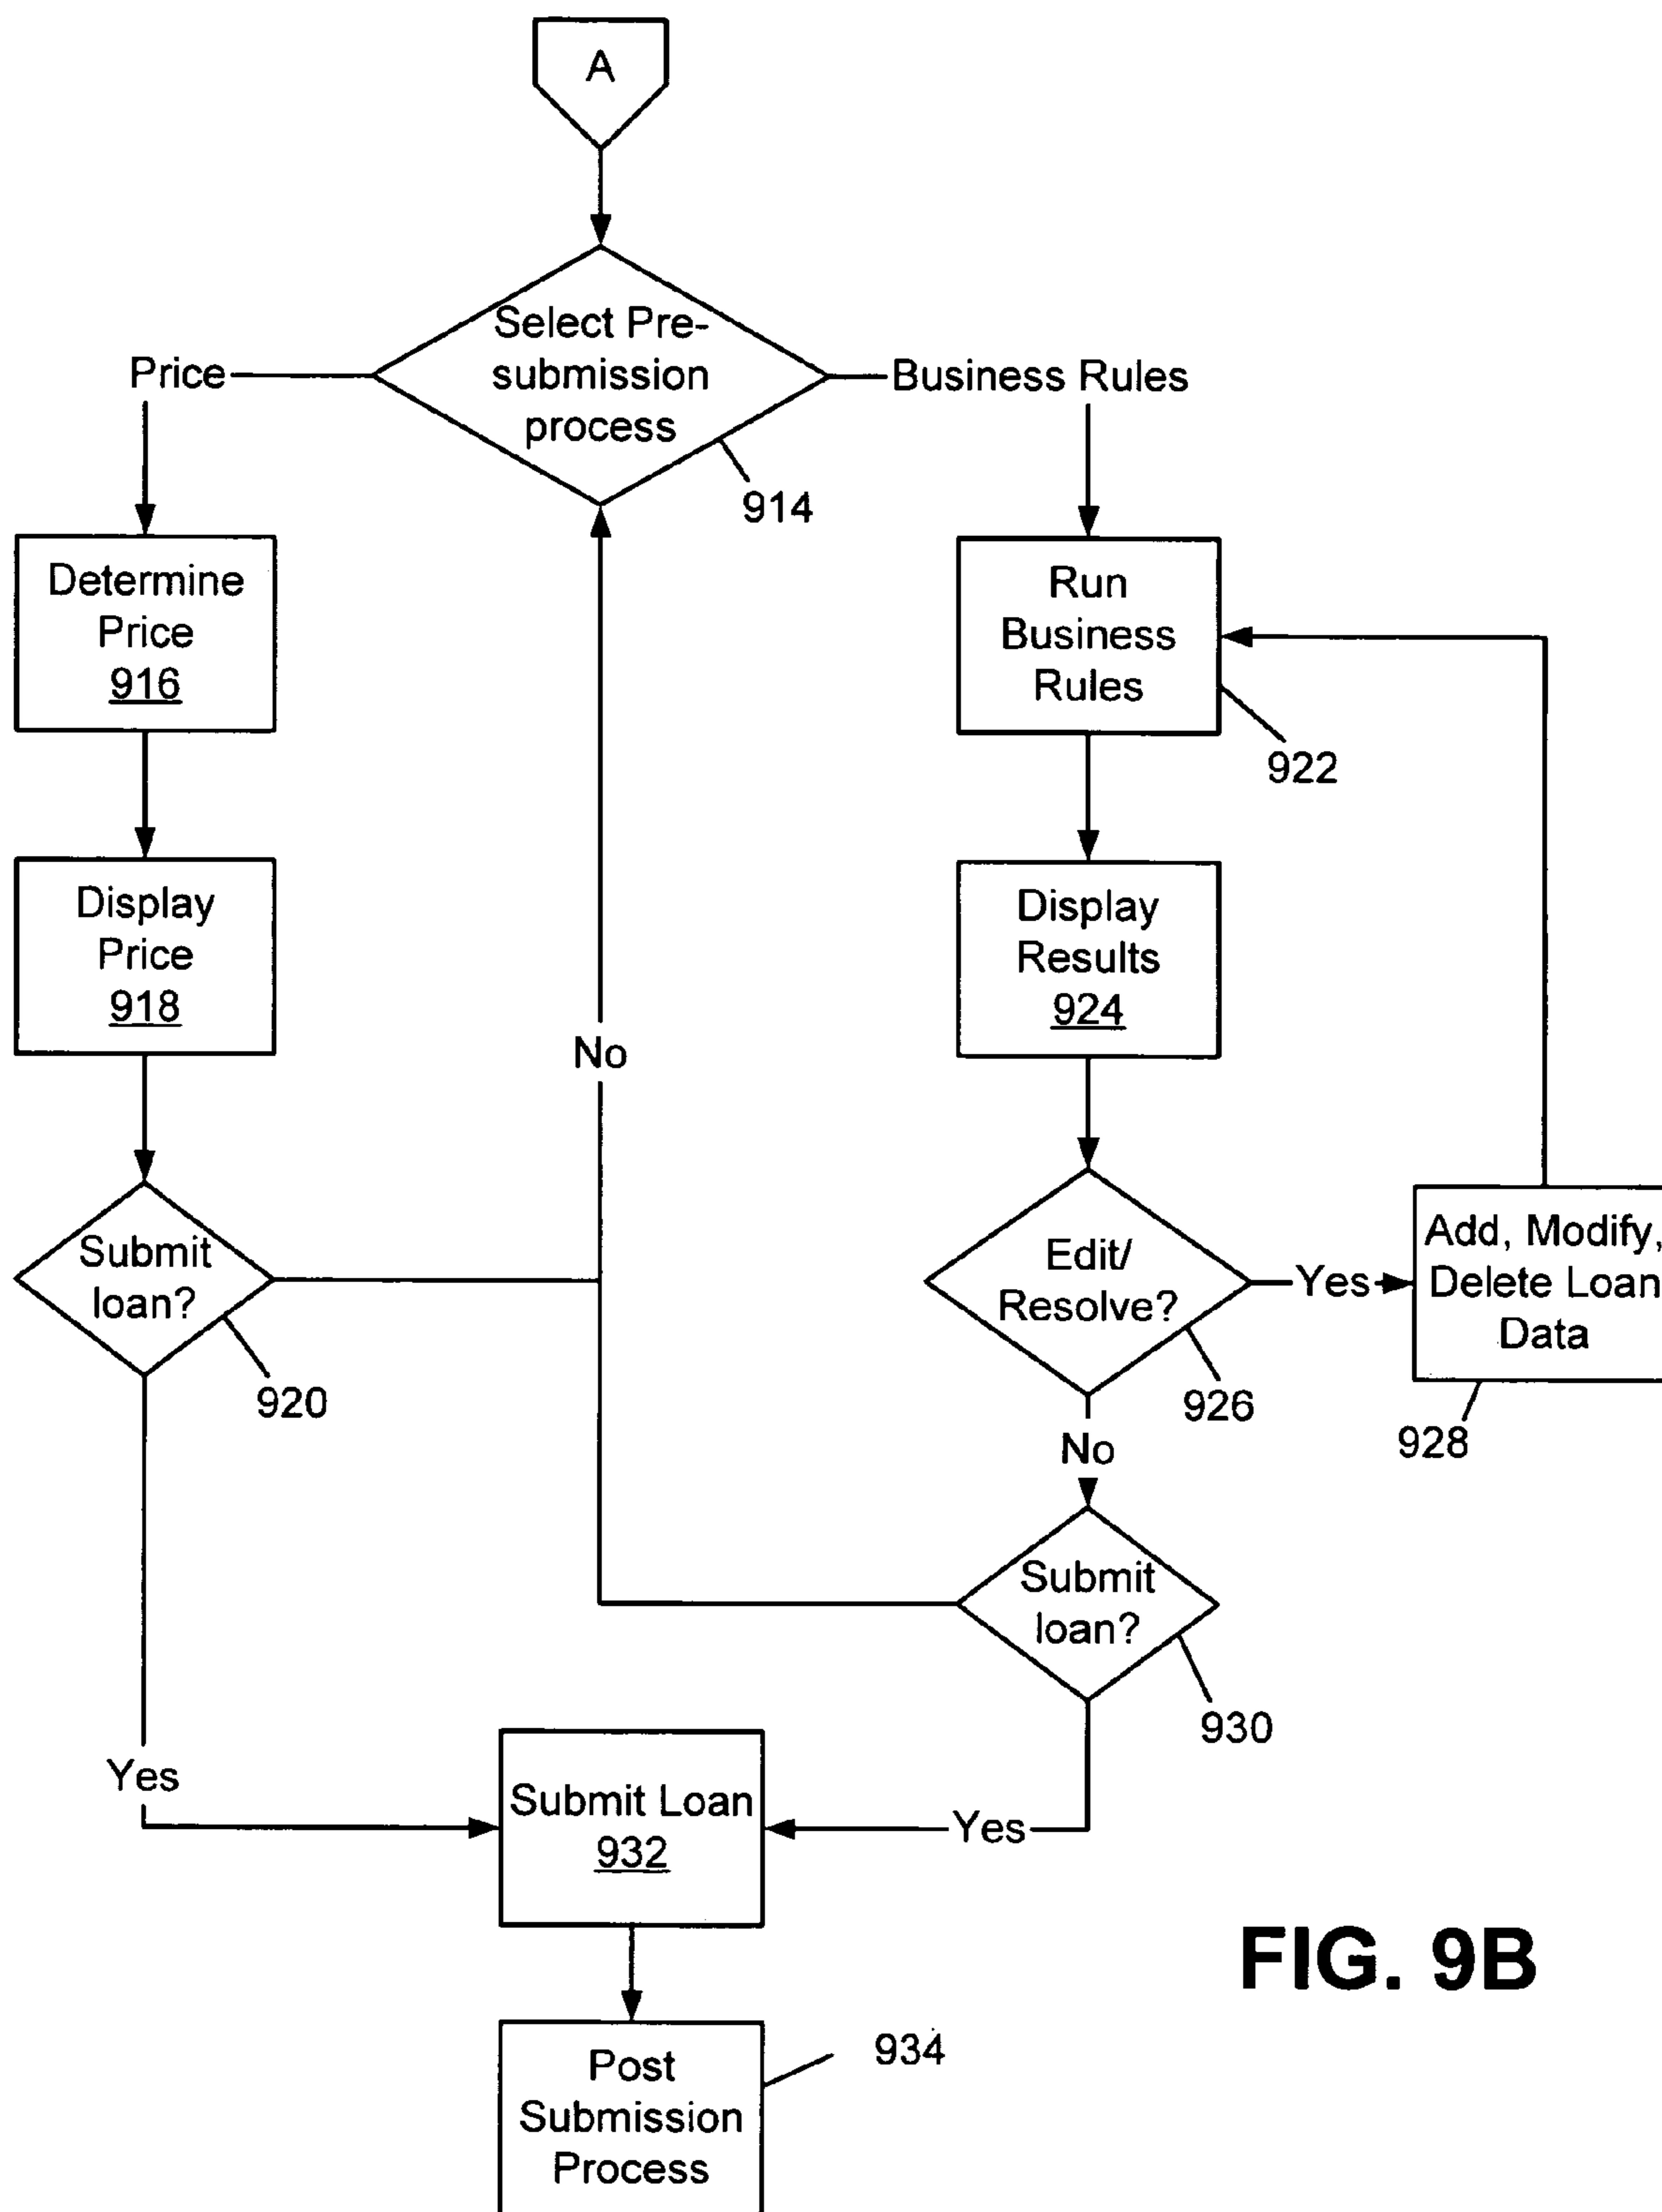 A
Select Pre-
submission
process
914
Price
Business Rules
Determine
Price
916
Run
Business
Rules
922
Display
Price
918
Display
Results
924
No
Submit
loan?
920
Edit/
Resolve?
926
Yes
Add, Modify,
Delete Loan
Data
928
No
Submit
loan?
930
Yes
Submit Loan
932
Yes
Post
Submission
Process
934
FIG. 9B